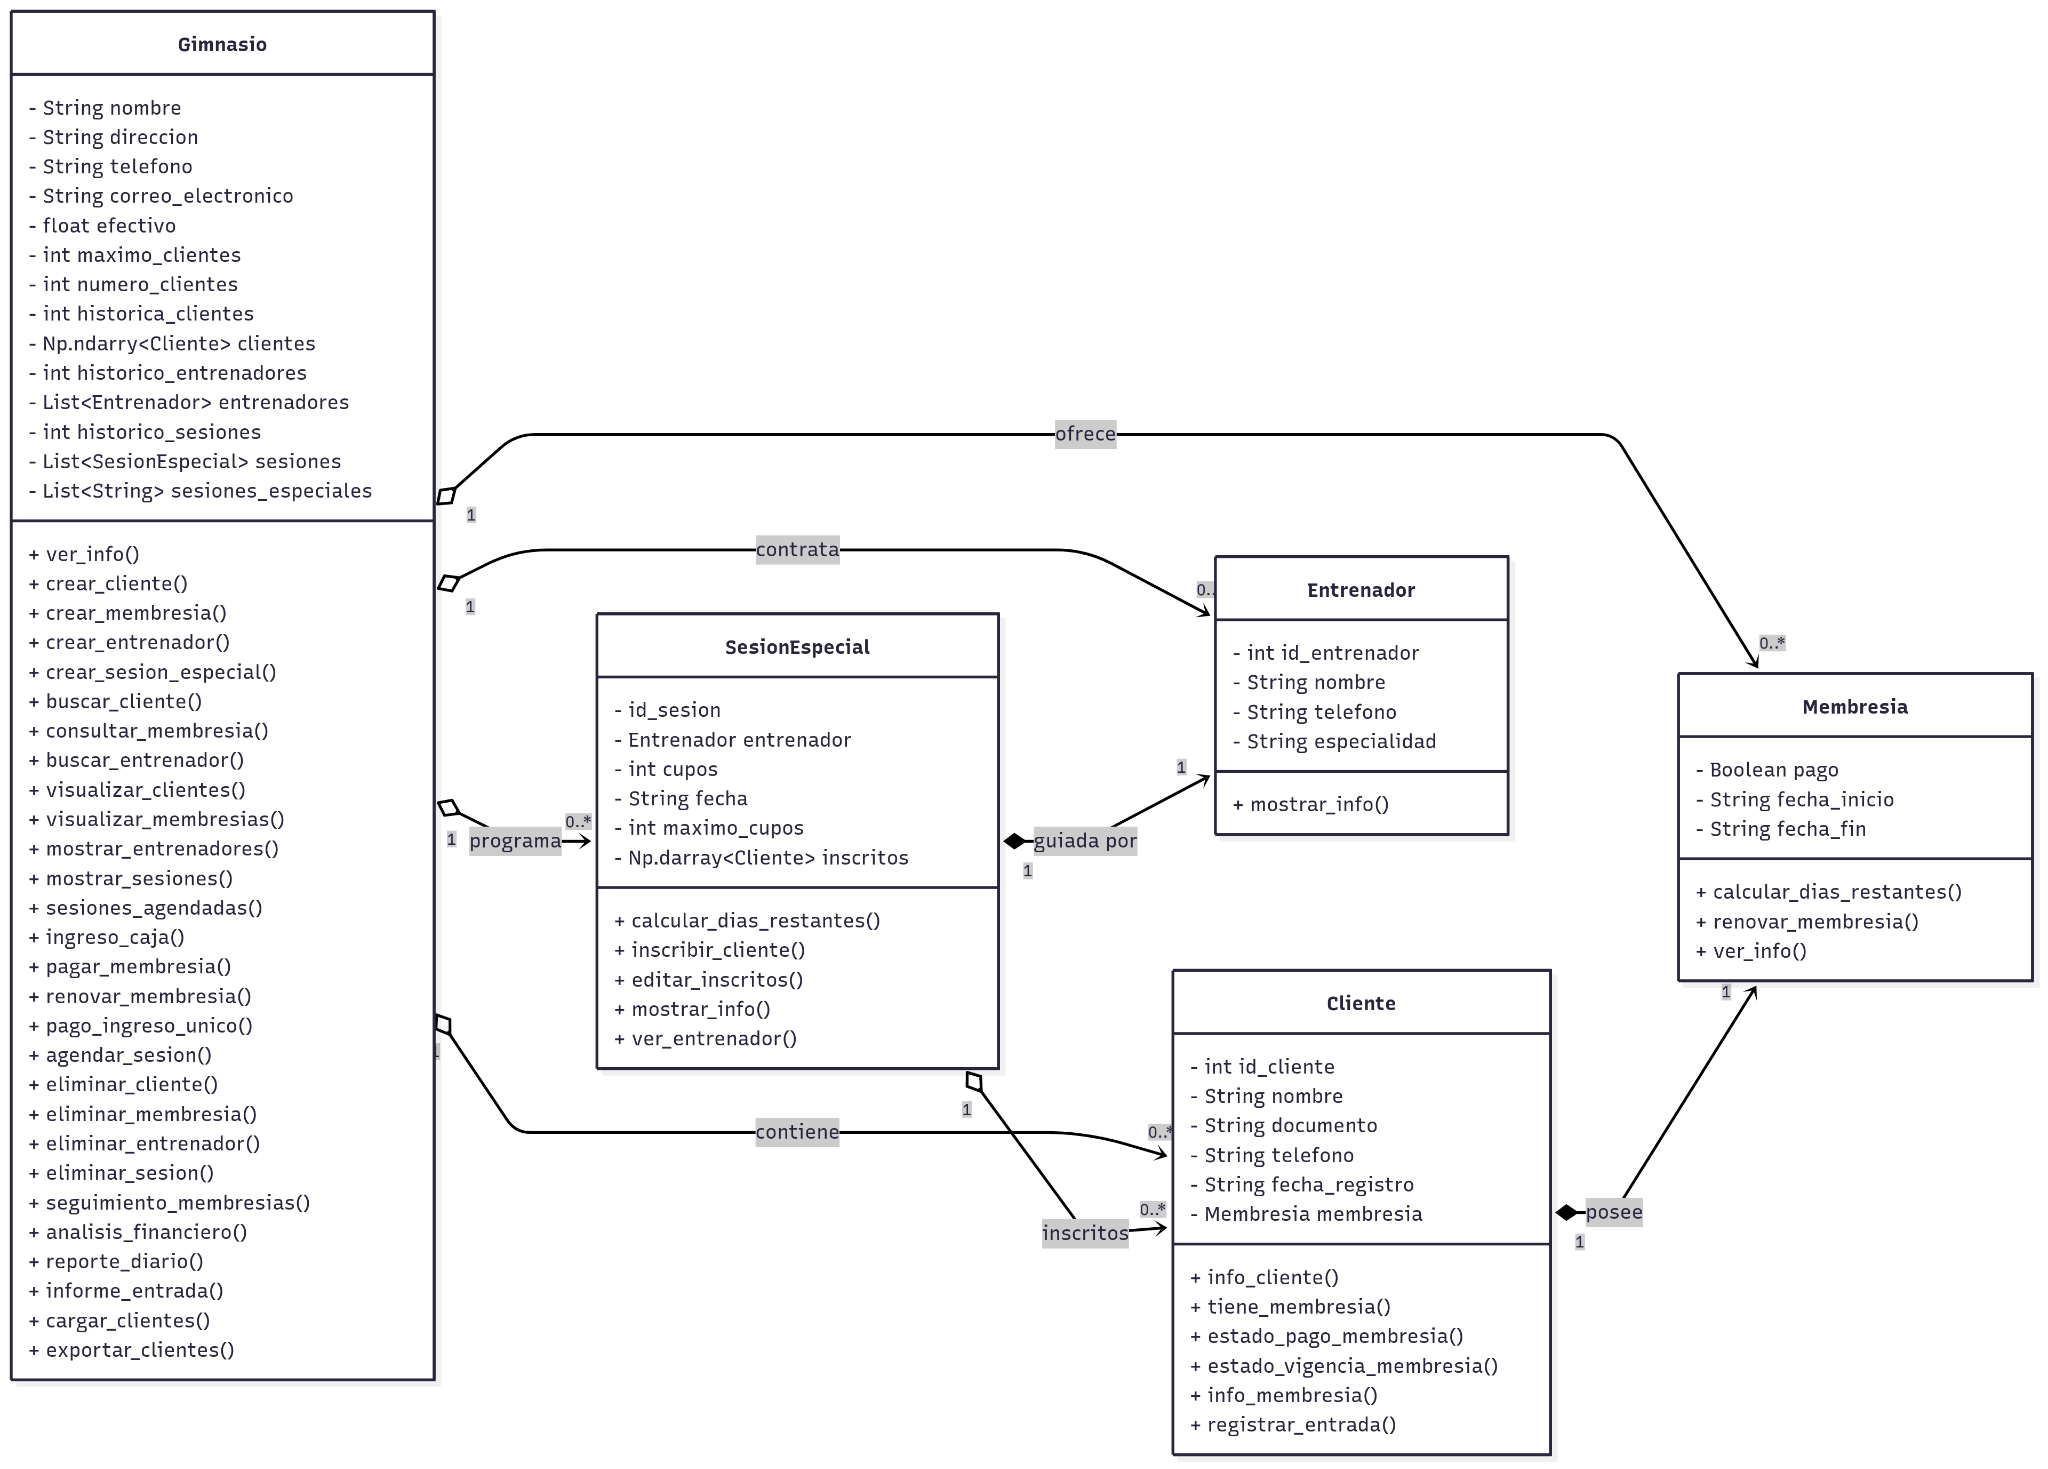 Gimnasio
- String nombre
- String direccion
- String telefono
- String correo_electronico
- float efectivo
- int maximo_clientes
- int numero_clientes
- int historica_clientes
- Np.ndarry<Cliente> clientes
- int historico_entrenadores
- List<Entrenador> entrenadores
- int historico_sesiones
- List<SesionEspecial> sesiones
- List<String> sesiones_especiales
+ ver_info()
+ crear_cliente()
+ crear_membresia()
+ crear_entrenador()
+ crear_sesion_especial()
+ buscar_cliente()
+ consultar_membresia()
+ buscar_entrenador()
+ visualizar_clientes()
+ visualizar_membresias()
+ mostrar_entrenadores()
+ mostrar_sesiones()
+ sesiones_agendadas()
+ ingreso_caja()
+ pagar_membresia()
+ renovar_membresia()
+ pago_ingreso_unico()
+ agendar_sesion()
+ eliminar_cliente()
+ eliminar_membresia()
+ eliminar_entrenador()
+ eliminar_sesion()
+ seguimiento_membresias()
+ analisis_financiero()
+ reporte_diario()
+ informe_entrada()
+ cargar_clientes()
+ exportar_clientes()
ofrece
1
0..*
contrata
1
0..
programa
1
0..*
contiene
1
0..*
SesionEspecial
- id_sesion
- Entrenador entrenador
- int cupos
- String fecha
- int maximo_cupos
- Np.darray<Cliente> inscritos
+ calcular_dias_restantes()
+ inscribir_cliente()
+ editar_inscritos()
+ mostrar_info()
+ ver_entrenador()
guiada por
1
1
inscritos
1
0..*
Entrenador
- int id_entrenador
- String nombre
- String telefono
- String especialidad
+ mostrar_info()
Cliente
- int id_cliente
- String nombre
- String documento
- String telefono
- String fecha_registro
- Membresia membresia
+ info_cliente()
+ tiene_membresia()
+ estado_pago_membresia()
+ estado_vigencia_membresia()
+ info_membresia()
+ registrar_entrada()
posee
1
1
Membresia
- Boolean pago
- String fecha_inicio
- String fecha_fin
+ calcular_dias_restantes()
+ renovar_membresia()
+ ver_info()